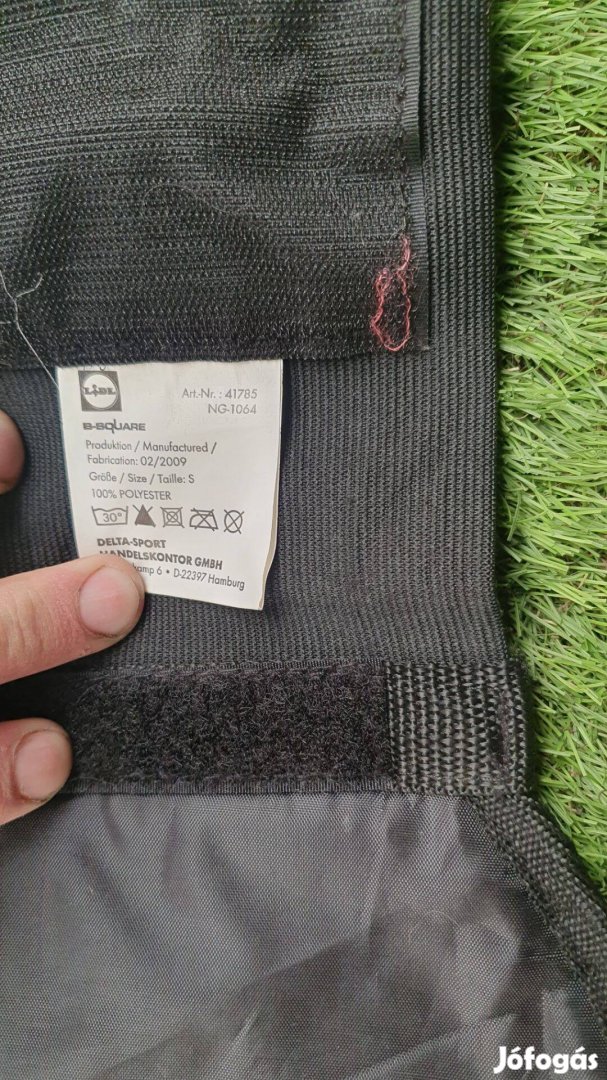 LIDL
Art-Nr.: 41785
NG-1064
B-SQUARE
Produktion / Manufactured /
Fabrication: 02/2009
Größe / Size / Taille: S
100% POLYESTER
30°
DELTA-SPORT
HANDELSKONTOR GMBH
6 • D-22397 Hamburg
Jófogás